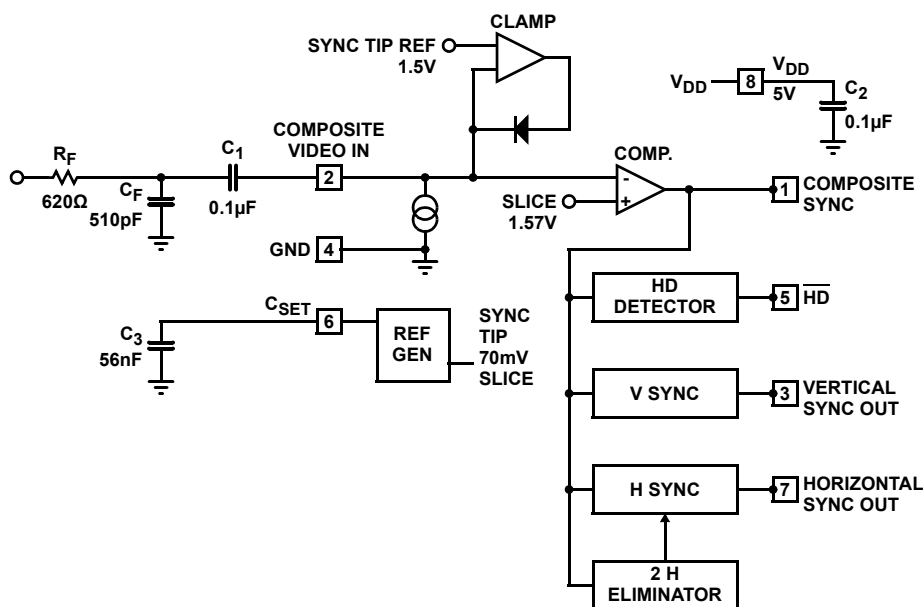 CLAMP
SYNC TIP REF
1.5V
V_DD
8
V_DD
5V
C_2
0.1µF
COMPOSITE
VIDEO IN
R_F
620Ω
C_F
510pF
C_1
0.1µF
2
COMP.
-
+
SLICE
1.57V
1
COMPOSITE
SYNC
GND
4
HD
DETECTOR
5
HD
C_SET
6
C_3
56nF
REF
GEN
SYNC
TIP
70mV
SLICE
V SYNC
3
VERTICAL
SYNC OUT
H SYNC
7
HORIZONTAL
SYNC OUT
2 H
ELIMINATOR